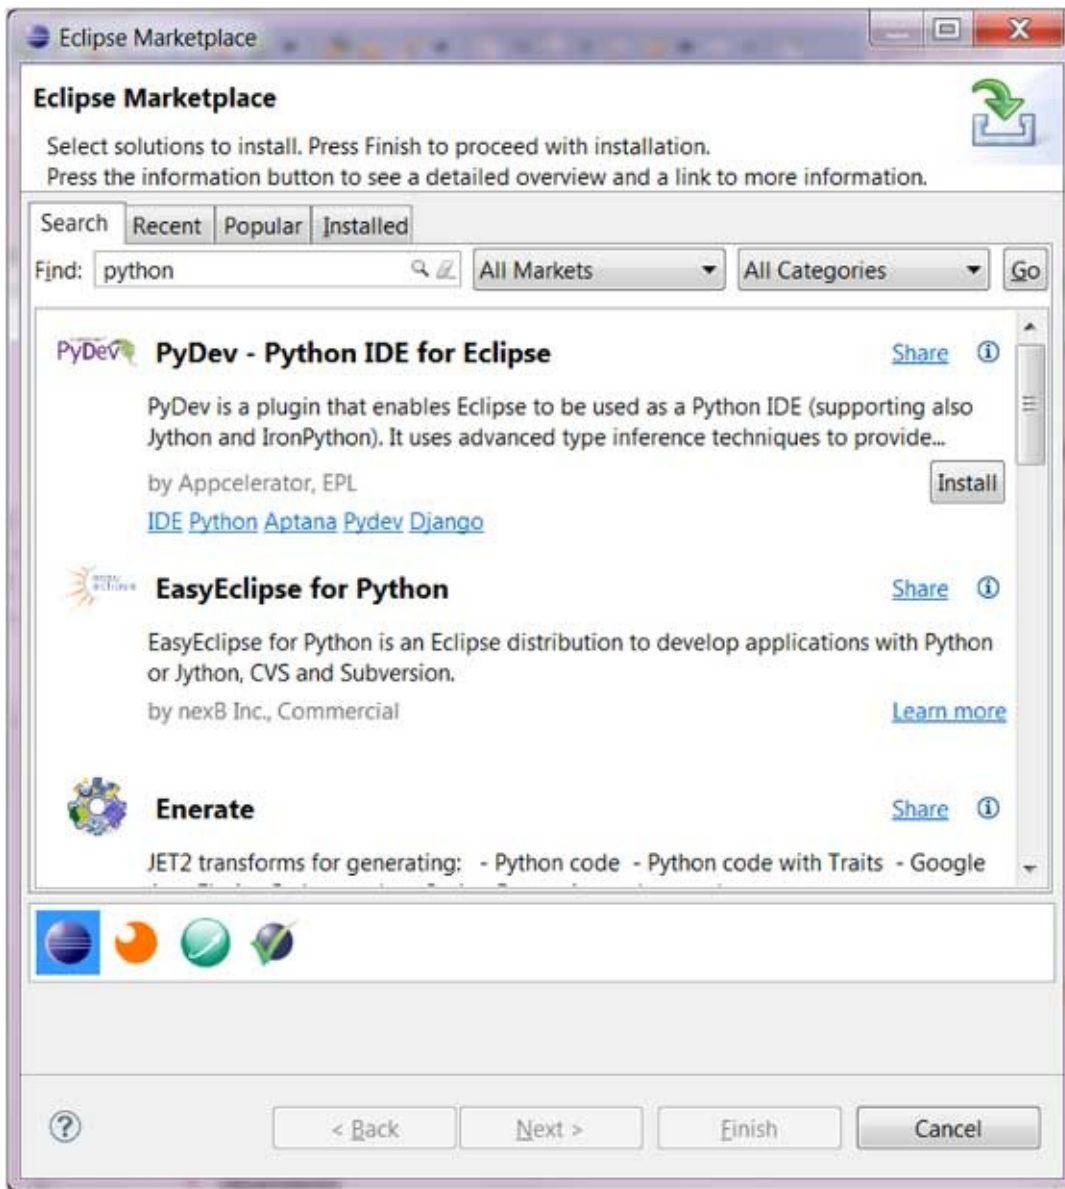 Eclipse Marketplace
Eclipse Marketplace
Select solutions to install. Press Finish to proceed with installation.
Press the information button to see a detailed overview and a link to more information.
Search Recent Popular Installed
Find: python All Markets All Categories Go
PyDev PyDev - Python IDE for Eclipse Share
PyDev is a plugin that enables Eclipse to be used as a Python IDE (supporting also
Jython and IronPython). It uses advanced type inference techniques to provide...
by Appcelerator, EPL Install
IDE Python Aptana Pydev Django
EasyEclipse for Python Share
EasyEclipse for Python is an Eclipse distribution to develop applications with Python
or Jython, CVS and Subversion.
by nexB Inc., Commercial Learn more
Enerate Share
JET2 transforms for generating: - Python code - Python code with Traits - Google
< Back Next > Finish Cancel